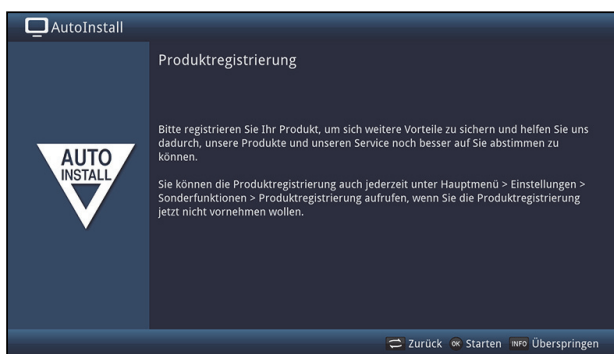 AutoInstall
Produktregistrierung
Bitte registrieren Sie Ihr Produkt, um sich weitere Vorteile zu sichern und helfen Sie uns
dadurch, unsere Produkte und unseren Service noch besser auf Sie abstimmen zu
können.
Sie können die Produktregistrierung auch jederzeit unter Hauptmenü > Einstellungen >
Sonderfunktionen > Produktregistrierung aufrufen, wenn Sie die Produktregistrierung
jetzt nicht vornehmen wollen.
AUTO
INSTALL
Zurück OK Starten INFO Überspringen